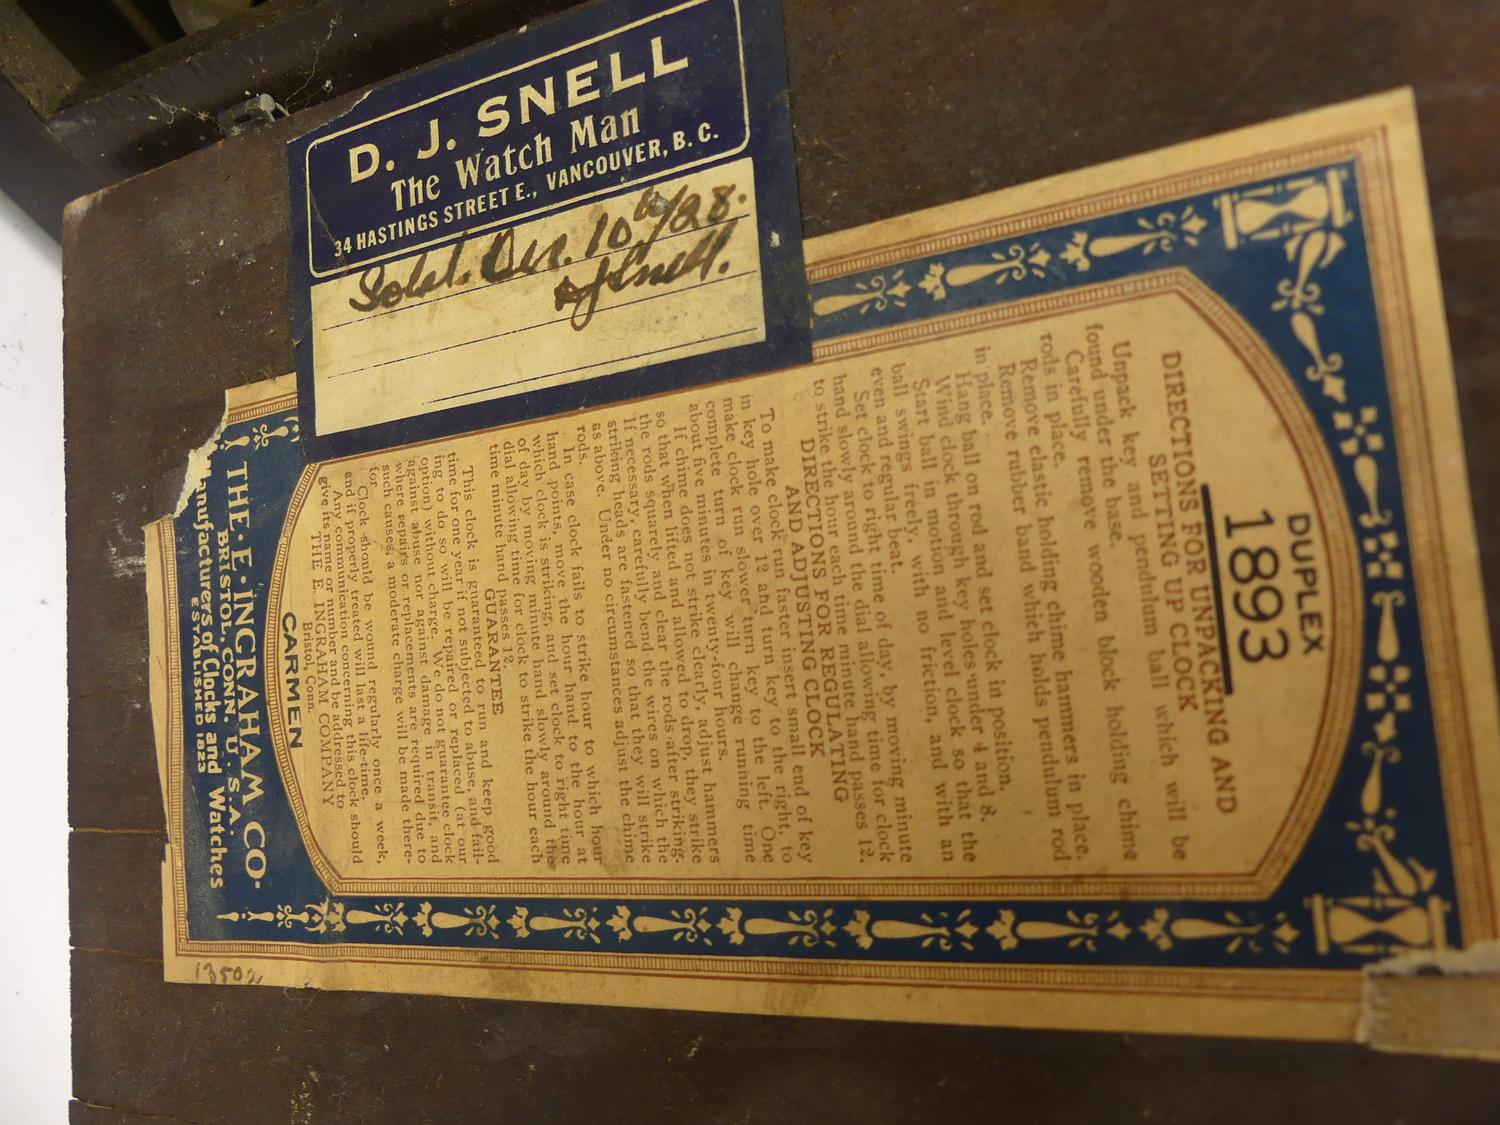 D. J. SNELL
The Watch Man
34 HASTINGS STREET E., VANCOUVER, B. C.
Sold. Dec. 10th/28.
DJSnell.
DUPLEX
1893
DIRECTIONS FOR UNPACKING AND
SETTING UP CLOCK
Unpack key and pendulum ball which will be
found under the base.
Carefully remove wooden block holding chime
rods in place.
Remove elastic holding chime hammers in place.
Remove rubber band which holds pendulum rod
in place.
Hang ball on rod and set clock in position.
Wind clock through key holes under 4 and 8.
Start ball in motion and level clock so that the
ball swings freely, with no friction, and with an
even and regular beat.
Set clock to right time of day, by moving minute
hand slowly around the dial allowing time for clock
to strike the hour each time minute hand passes 12.
DIRECTIONS FOR REGULATING
AND ADJUSTING CLOCK
To make clock run faster insert small end of key
in key hole over 12 and turn key to the right, to
make clock run slower turn key to the left. One
complete turn of key will change running time
about five minutes in twenty-four hours.
If chime does not strike clearly, adjust hammers
so that when lifted and allowed to drop, they strike
the rods squarely and clear the rods after striking.
If necessary, carefully bend the wires on which the
striking heads are fastened so that they will strike
as above. Under no circumstances adjust the chime
rods.
In case clock fails to strike hour to which hour
hand points, move the hour hand to the hour at
which clock is striking, and set clock to right time
of day by moving minute hand slowly around the
dial allowing time for clock to strike the hour each
time minute hand passes 12.
GUARANTEE
This clock is guaranteed to run and keep good
time for one year if not subjected to abuse, and fail-
ing to do so will be repaired or replaced (at our
option) without charge. We do not guarantee clock
against abuse nor against damage in transit, and
where repairs or replacements are required due to
such causes, a moderate charge will be made there-
for.
Clock should be wound regularly once a week,
and if properly treated will last a life-time.
Any communication concerning this clock should
give its name or number and be addressed to
THE E. INGRAHAM COMPANY
Bristol, Conn.
CARMEN
THE · E · INGRAHAM CO.
BRISTOL, CONN. U. S. A.
Manufacturers of Clocks and Watches
ESTABLISHED 1823